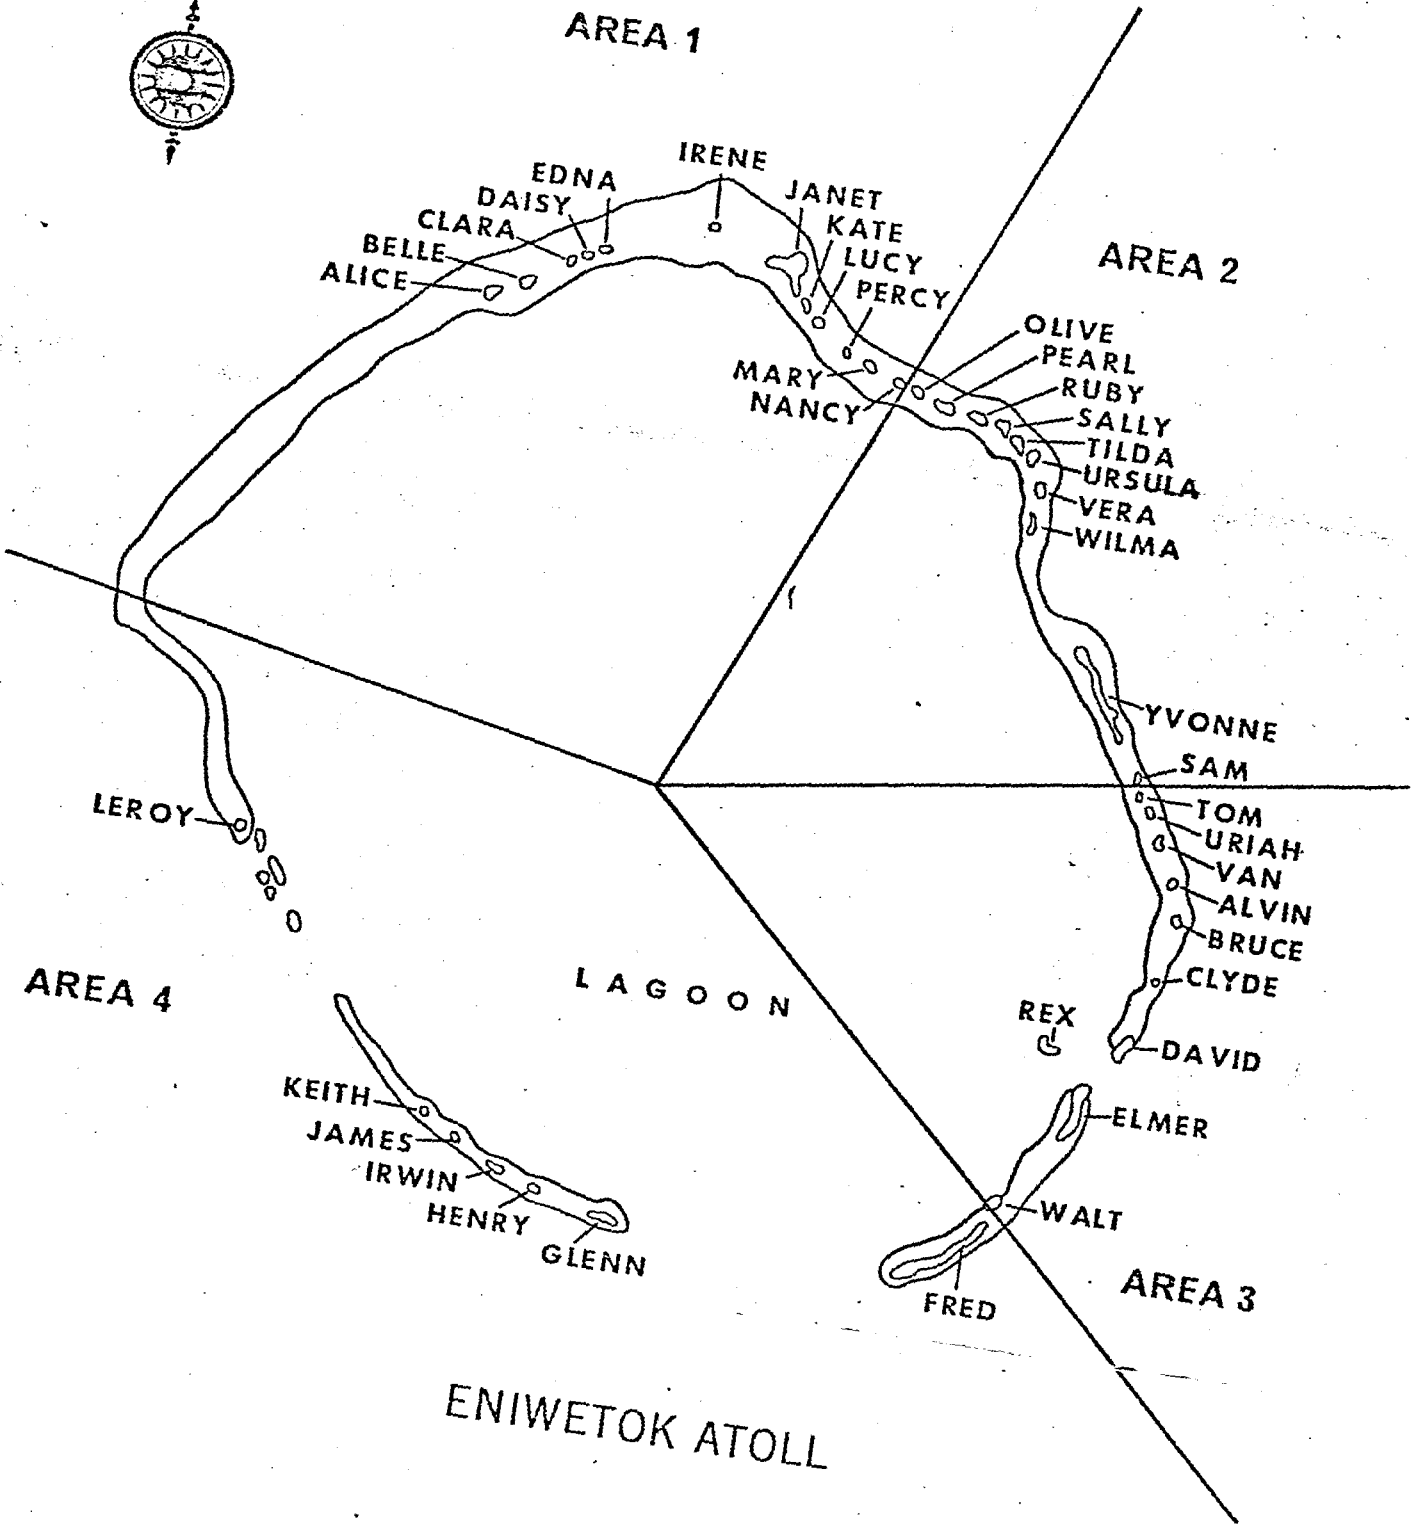 AREA 1
IRENE
EDNA
DAISY
CLARA
BELLE
ALICE
JANET
KATE
LUCY
PERCY
MARY
NANCY
AREA 2
OLIVE
PEARL
RUBY
SALLY
TILDA
URSULA
VERA
WILMA
YVONNE
SAM
TOM
URIAH
VAN
ALVIN
BRUCE
CLYDE
REX
DAVID
ELMER
WALT
AREA 3
FRED
LEROY
AREA 4
LAGOON
KEITH
JAMES
IRWIN
HENRY
GLENN
ENIWETOK ATOLL